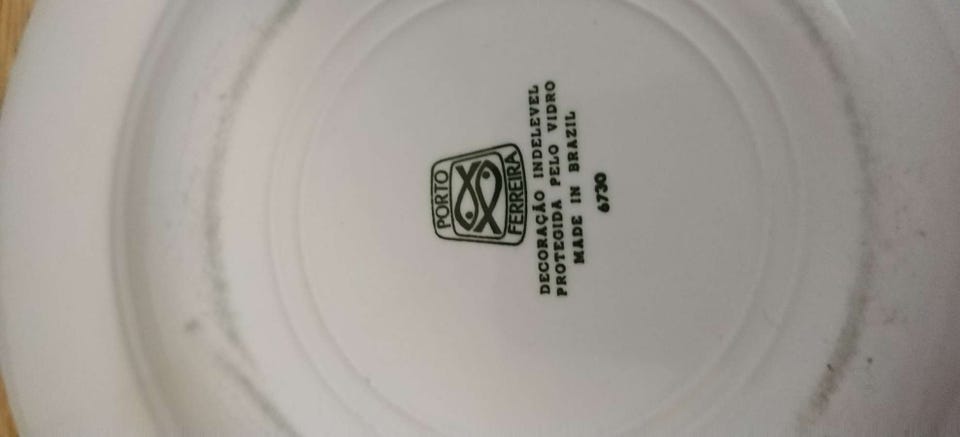 PORTO
FERREIRA
DECORAÇÃO INDELEVEL
PROTEGIDA PELO VIDRO
MADE IN BRAZIL
6730